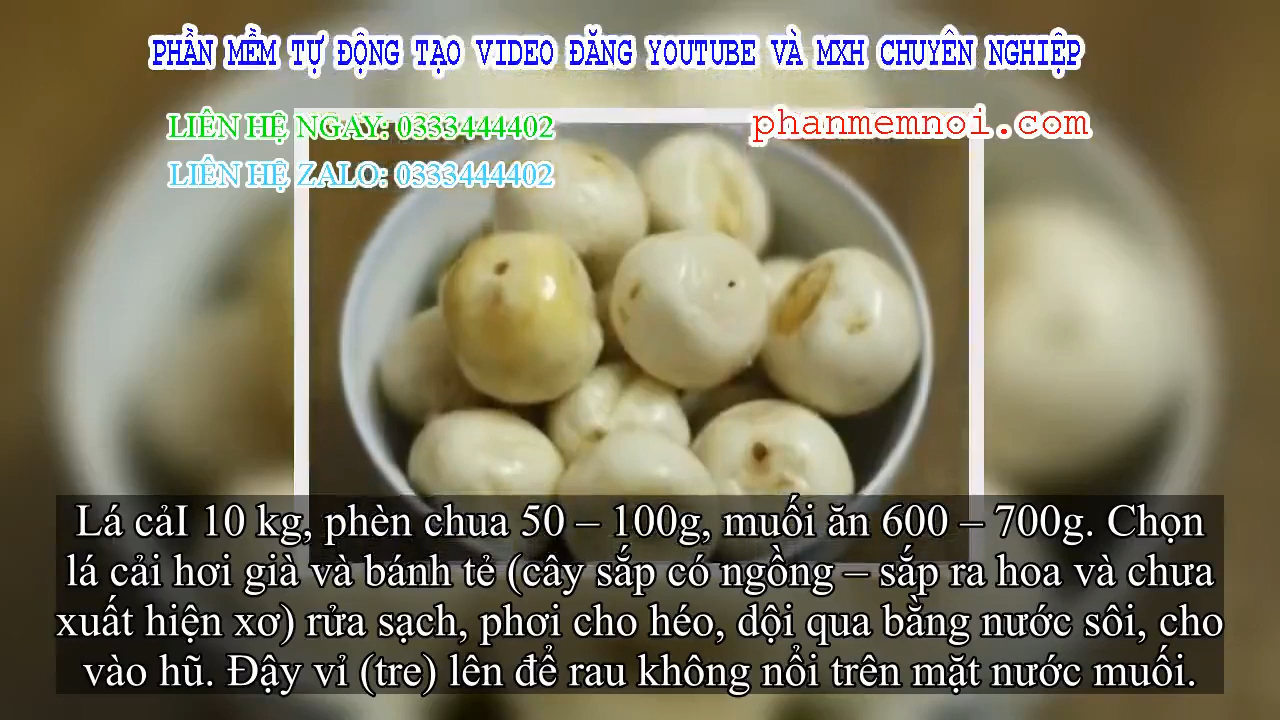 PHẦN MỀM TỰ ĐỘNG TẠO VIDEO ĐĂNG YOUTUBE VÀ MXH CHUYÊN NGHIỆP
LIÊN HỆ NGAY: 0333444402
phanmemnoi.com
LIÊN HỆ ZALO: 0333444402
Lá cảI 10 kg, phèn chua 50 – 100g, muối ăn 600 – 700g. Chọn
lá cải hơi già và bánh tẻ (cây sắp có ngồng – sắp ra hoa và chưa
xuất hiện xơ) rửa sạch, phơi cho héo, dội qua bằng nước sôi, cho
vào hũ. Đậy vỉ (tre) lên để rau không nổi trên mặt nước muối.